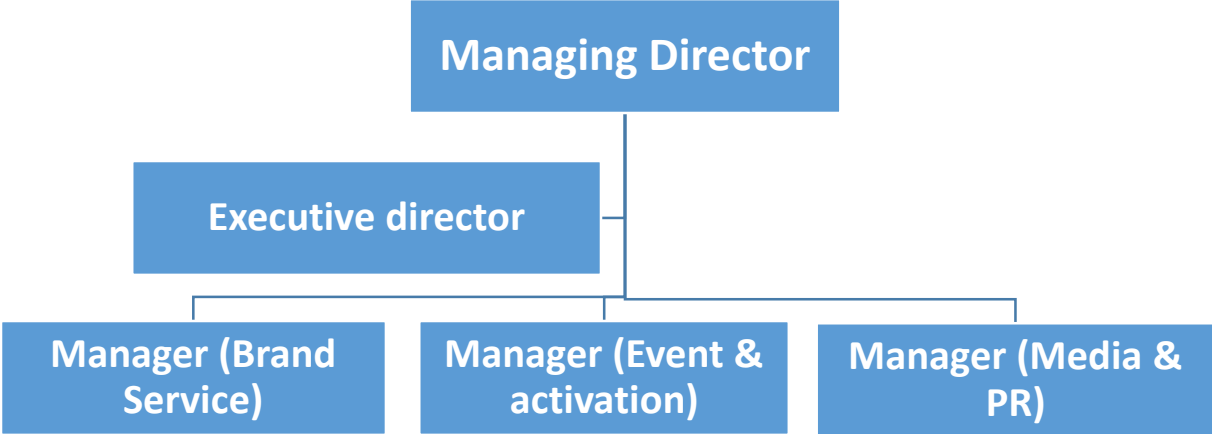 Managing Director
Executive director
Manager (Brand
Service)
Manager (Event &
activation)
Manager (Media &
PR)